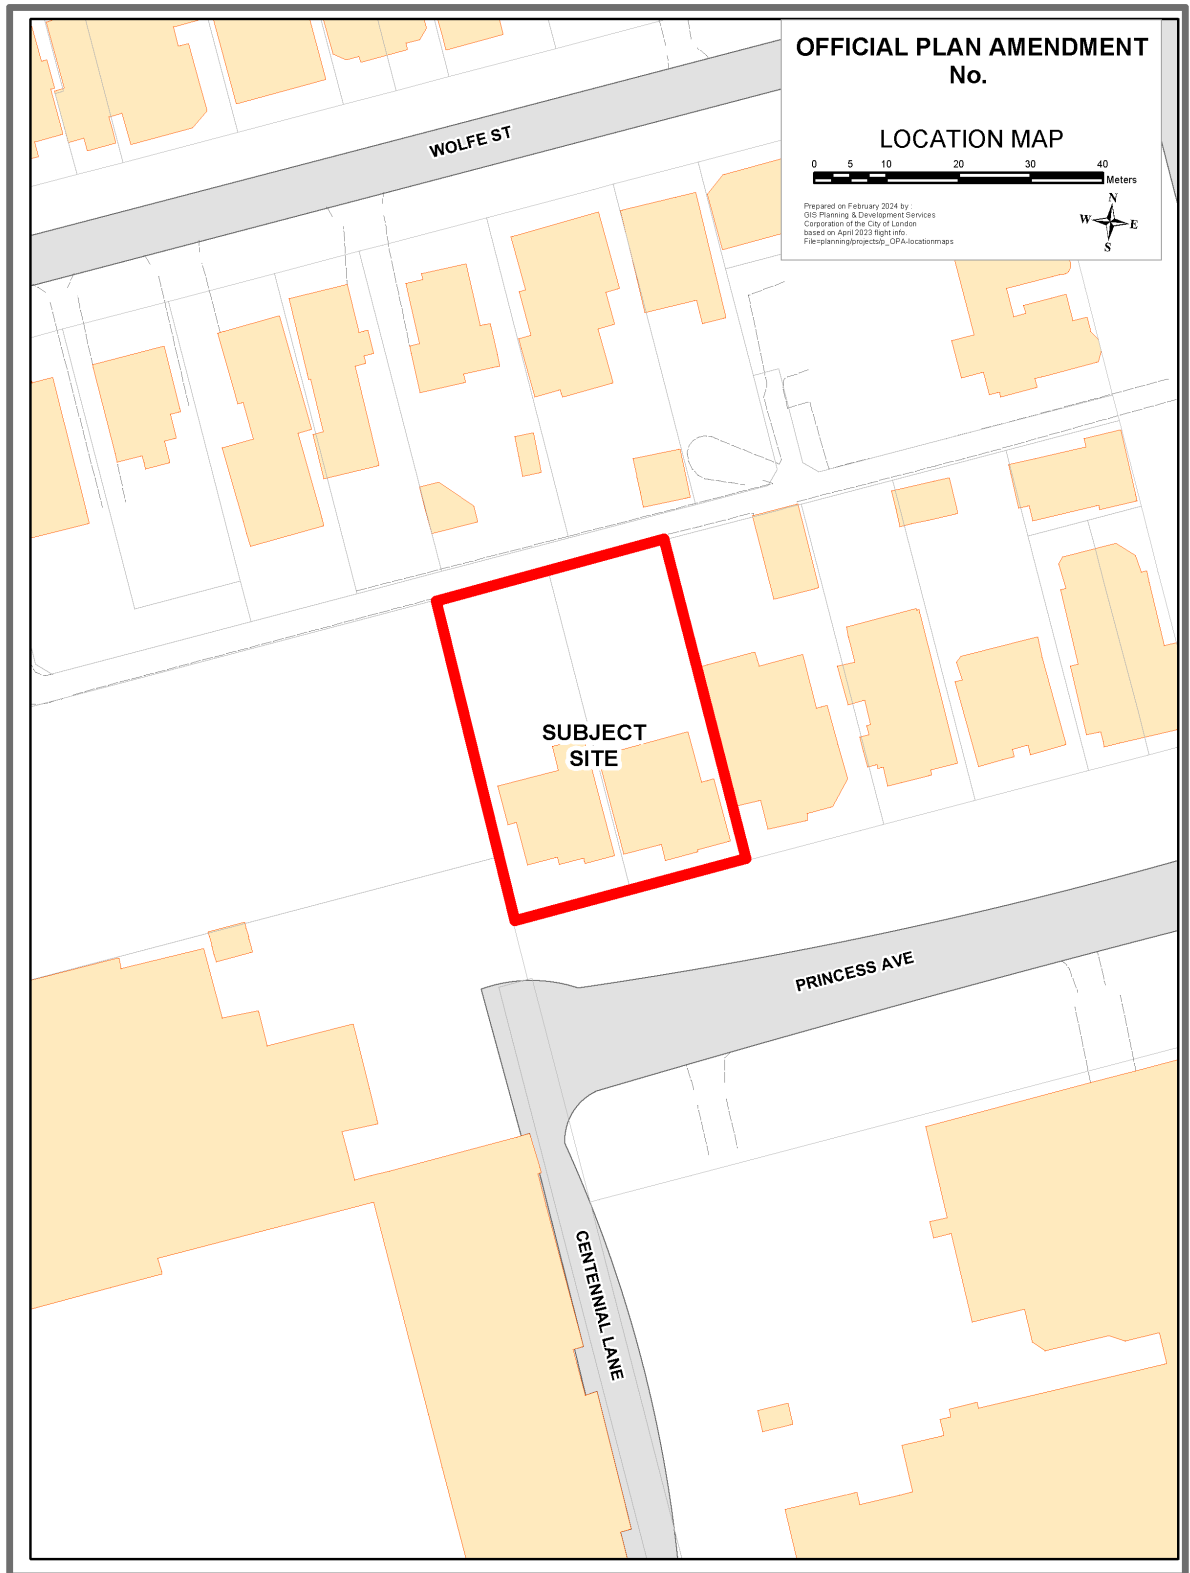 OFFICIAL PLAN AMENDMENT
No.
LOCATION MAP
0 5 10 20 30 40
Meters
Prepared on February 2024 by :
GIS Planning & Development Services
Corporation of the City of London
based on April 2023 flight info.
File=planning/projects/p_OPA-locationmaps
N
W E
S
WOLFE ST
SUBJECT
SITE
PRINCESS AVE
CENTENNIAL LANE